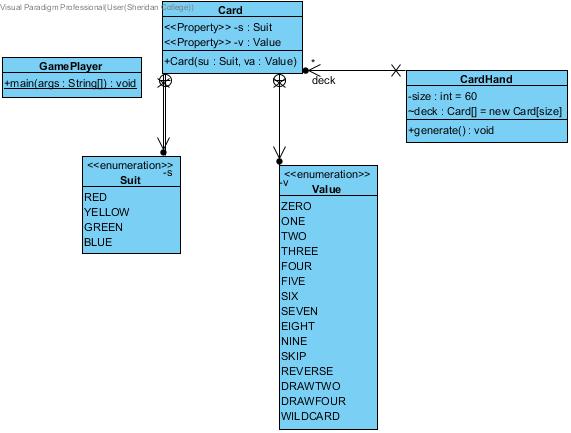 Visual Paradigm Professional(User(Sheridan College))
Card
<<Property>> -s : Suit
<<Property>> -v : Value
+Card(su : Suit, va : Value)
GamePlayer
+main(args : String[]) : void
*
deck
CardHand
-size : int = 60
~deck : Card[] = new Card[size]
+generate() : void
<<enumeration>>
-s
Suit
RED
YELLOW
GREEN
BLUE
<<enumeration>>
-v
Value
ZERO
ONE
TWO
THREE
FOUR
FIVE
SIX
SEVEN
EIGHT
NINE
SKIP
REVERSE
DRAWTWO
DRAWFOUR
WILDCARD